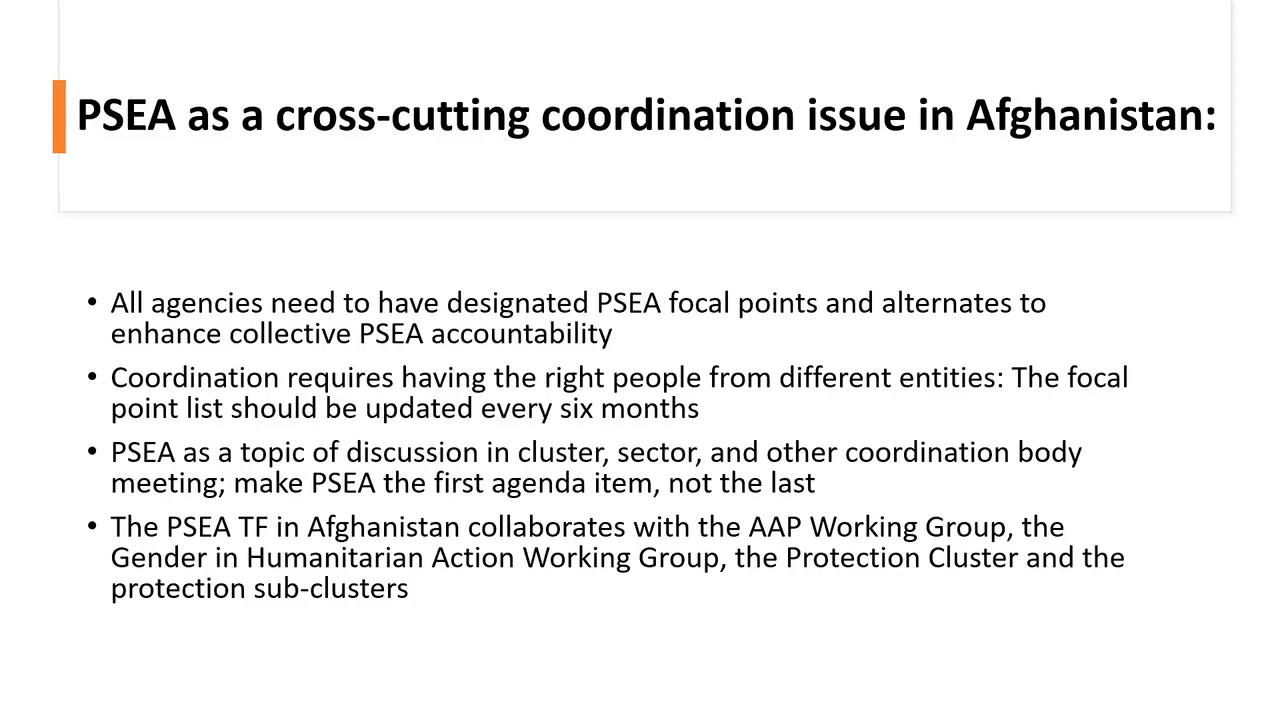 PSEA as a cross-cutting coordination issue in Afghanistan:
• All agencies need to have designated PSEA focal points and alternates to
enhance collective PSEA accountability
• Coordination requires having the right people from different entities: The focal
point list should be updated every six months
• PSEA as a topic of discussion in cluster, sector, and other coordination body
meeting; make PSEA the first agenda item, not the last
• The PSEA TF in Afghanistan collaborates with the AAP Working Group, the
Gender in Humanitarian Action Working Group, the Protection Cluster and the
protection sub-clusters